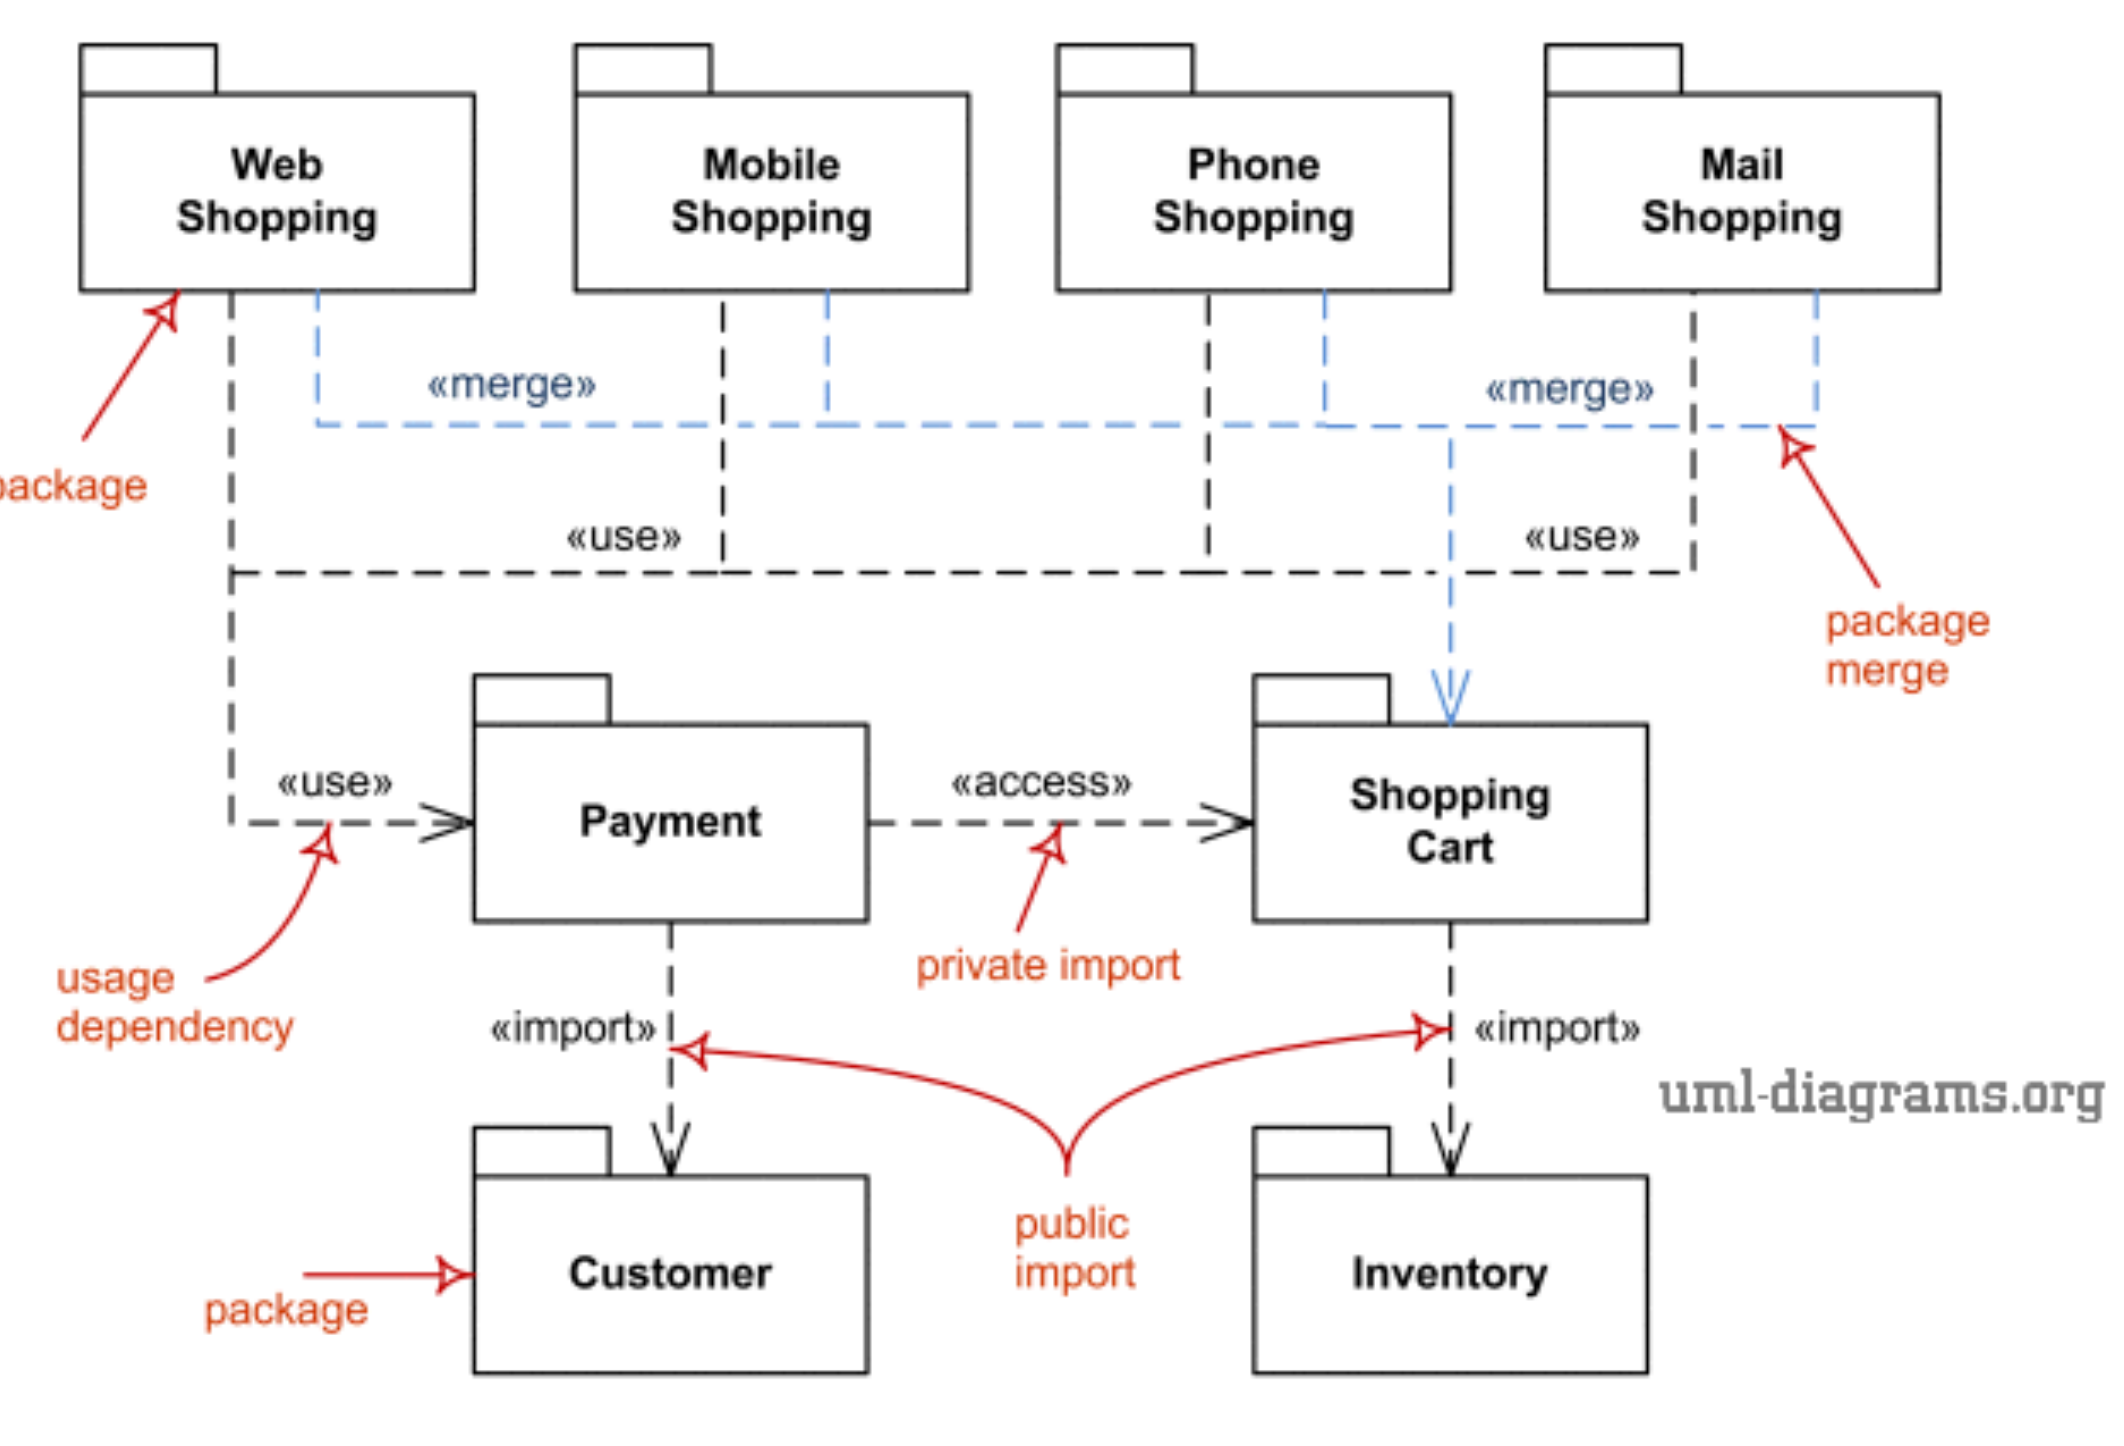 Web
Shopping
Mobile
Shopping
Phone
Shopping
Mail
Shopping
«merge»
«merge»
package
«use»
«use»
package
merge
«use»
Payment
«access»
Shopping
Cart
private import
usage
dependency
«import»
«import»
uml-diagrams.org
public
import
Customer
Inventory
package